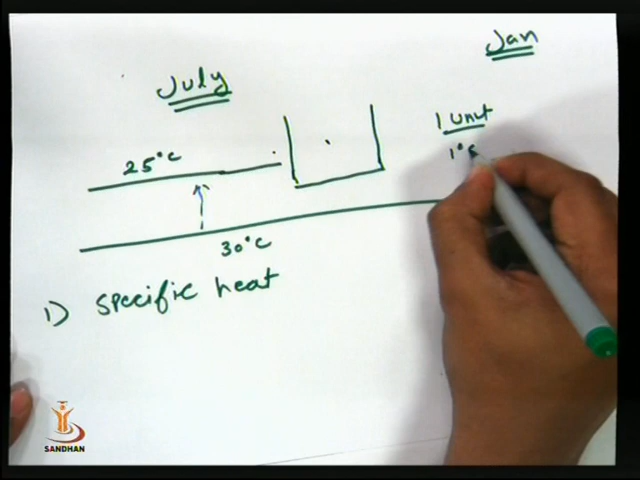 Jan
July
1 Unit
25°C
1°
30°C
1) Specific heat
SANDHAN